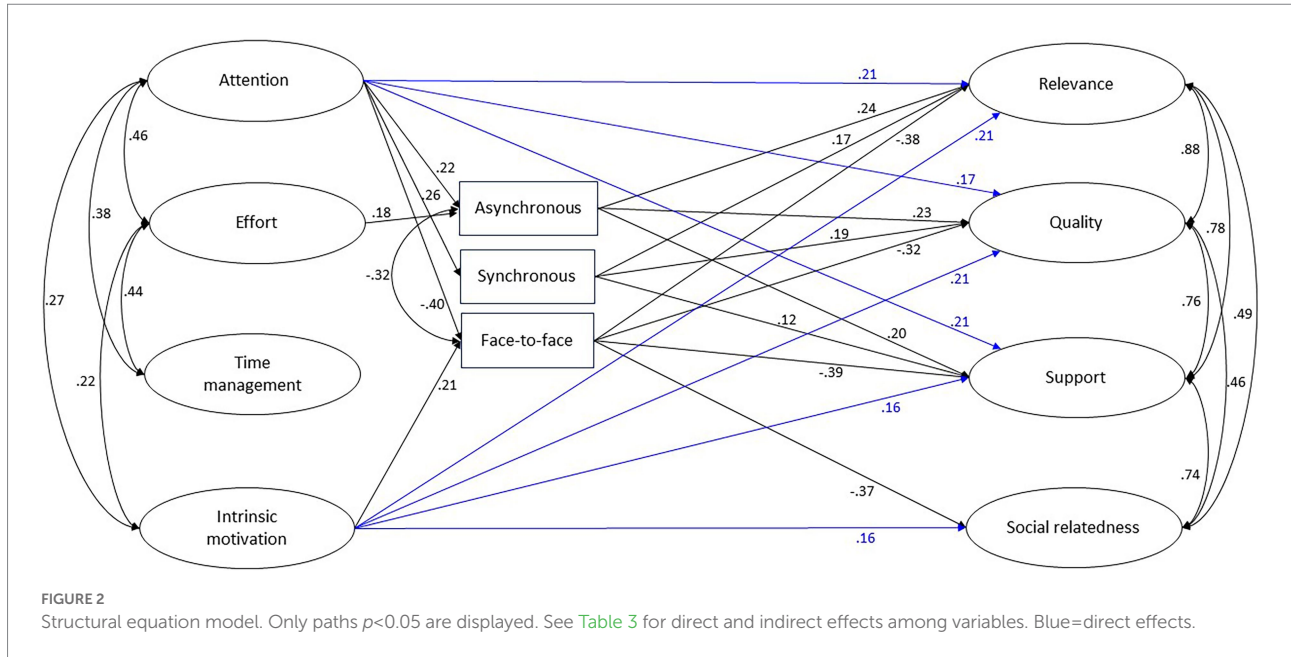 Attention
Effort
Time
management
Intrinsic
motivation
.46
.38
.27
.44
.22
.22
.26
.18
-.32
-.40
.21
Asynchronous
Synchronous
Face-to-face
.21
.24
.17
-.38
.21
.17
.23
.19
-.32
.21
.21
.12
.20
-.39
.16
-.37
.16
Relevance
Quality
Support
Social relatedness
.88
.78
.76
.49
.46
.74
FIGURE 2
Structural equation model. Only paths p<0.05 are displayed. See Table 3 for direct and indirect effects among variables. Blue=direct effects.